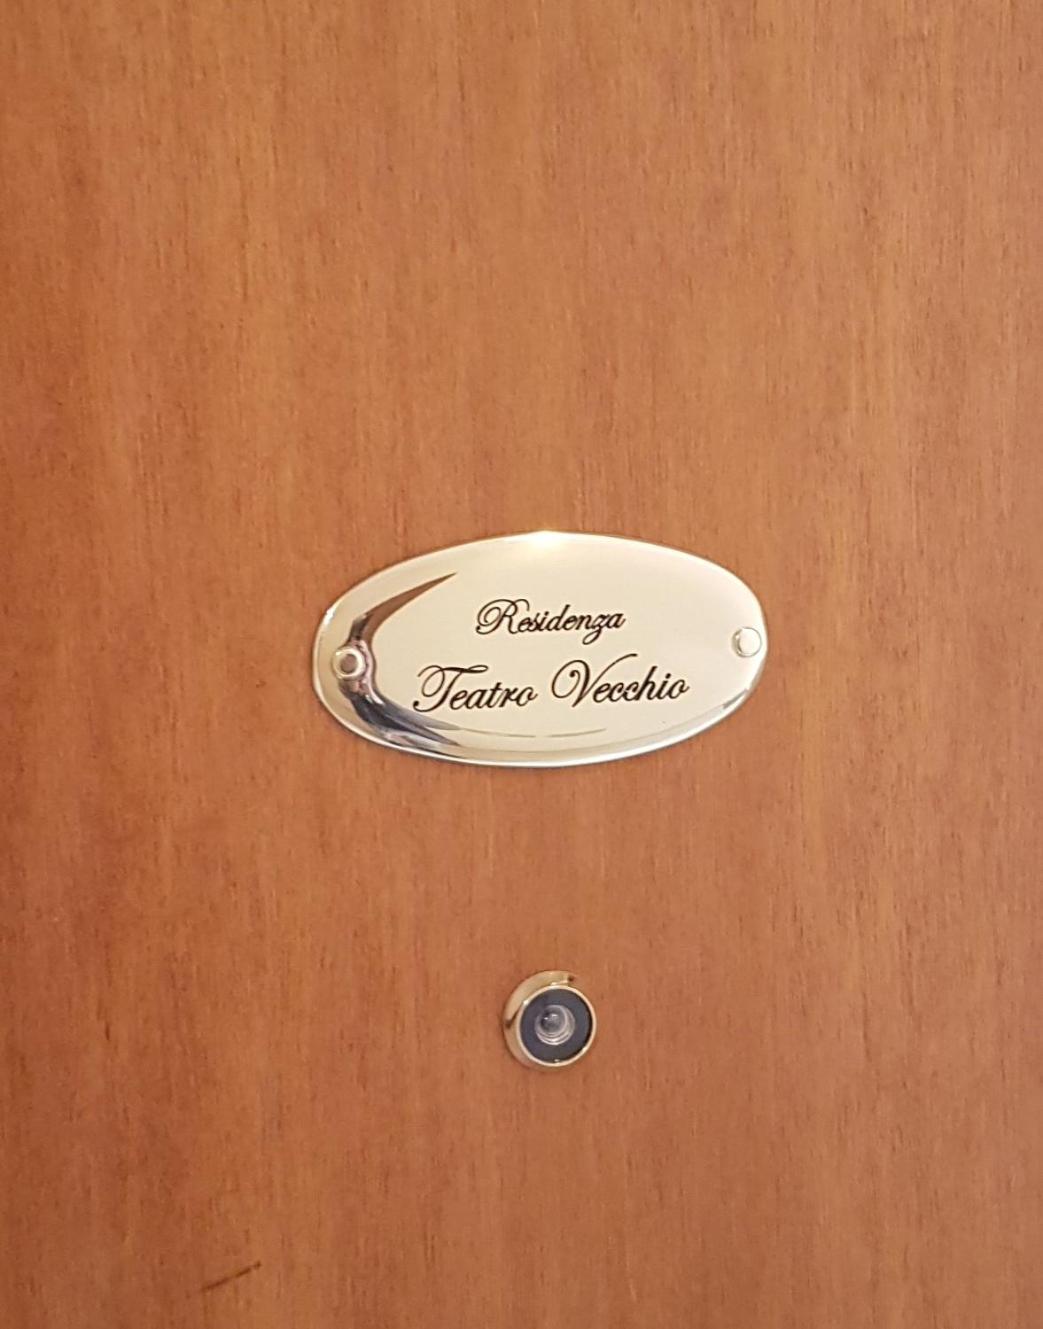 Residenza
Teatro Vecchio